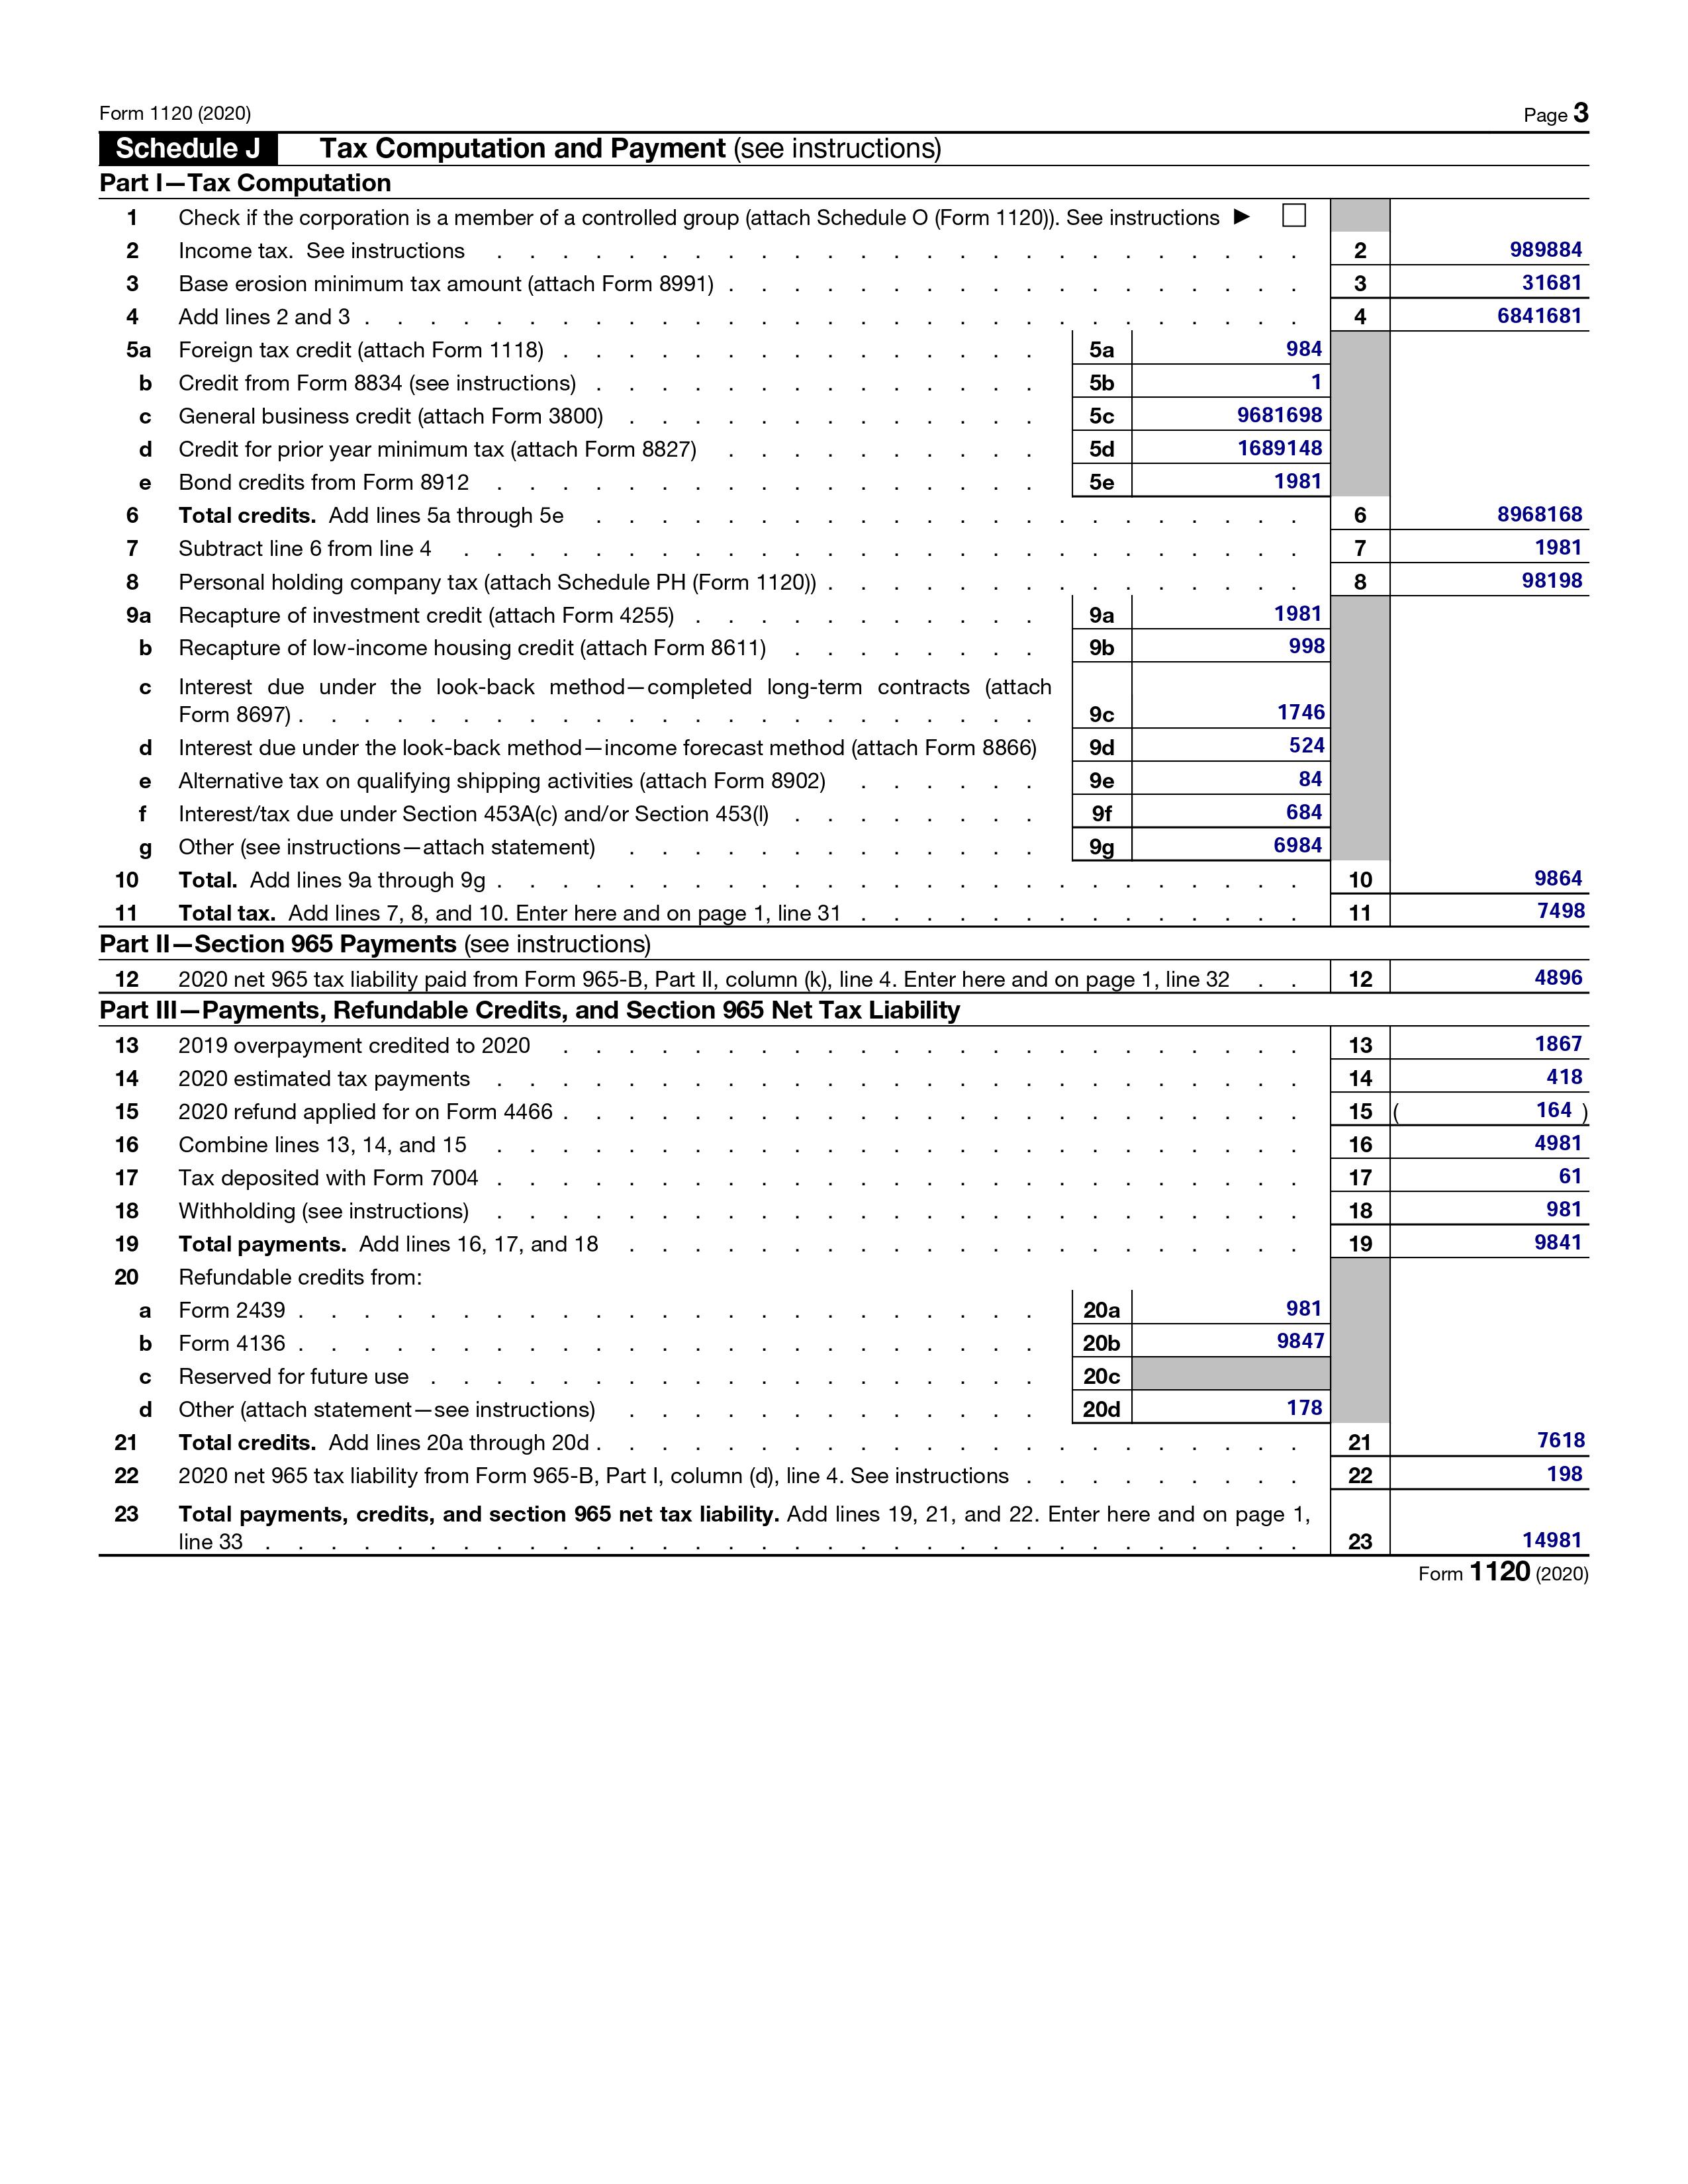 Form 1120 (2020) Page 3
Schedule J Tax Computation and Payment (see instructions)
Part I—Tax Computation
1 Check if the corporation is a member of a controlled group (attach Schedule O (Form 1120)). See instructions ▶
2 Income tax. See instructions 2 989884
3 Base erosion minimum tax amount (attach Form 8991) 3 31681
4 Add lines 2 and 3 4 6841681
5a Foreign tax credit (attach Form 1118) 5a 984
b Credit from Form 8834 (see instructions) 5b 1
c General business credit (attach Form 3800) 5c 9681698
d Credit for prior year minimum tax (attach Form 8827) 5d 1689148
e Bond credits from Form 8912 5e 1981
6 Total credits. Add lines 5a through 5e 6 8968168
7 Subtract line 6 from line 4 7 1981
8 Personal holding company tax (attach Schedule PH (Form 1120)) 8 98198
9a Recapture of investment credit (attach Form 4255) 9a 1981
b Recapture of low-income housing credit (attach Form 8611) 9b 998
c Interest due under the look-back method—completed long-term contracts (attach
Form 8697) 9c 1746
d Interest due under the look-back method—income forecast method (attach Form 8866) 9d 524
e Alternative tax on qualifying shipping activities (attach Form 8902) 9e 84
f Interest/tax due under Section 453A(c) and/or Section 453(l) 9f 684
g Other (see instructions—attach statement) 9g 6984
10 Total. Add lines 9a through 9g 10 9864
11 Total tax. Add lines 7, 8, and 10. Enter here and on page 1, line 31 11 7498
Part II—Section 965 Payments (see instructions)
12 2020 net 965 tax liability paid from Form 965-B, Part II, column (k), line 4. Enter here and on page 1, line 32 12 4896
Part III—Payments, Refundable Credits, and Section 965 Net Tax Liability
13 2019 overpayment credited to 2020 13 1867
14 2020 estimated tax payments 14 418
15 2020 refund applied for on Form 4466 15 ( 164 )
16 Combine lines 13, 14, and 15 16 4981
17 Tax deposited with Form 7004 17 61
18 Withholding (see instructions) 18 981
19 Total payments. Add lines 16, 17, and 18 19 9841
20 Refundable credits from:
a Form 2439 20a 981
b Form 4136 20b 9847
c Reserved for future use 20c
d Other (attach statement—see instructions) 20d 178
21 Total credits. Add lines 20a through 20d 21 7618
22 2020 net 965 tax liability from Form 965-B, Part I, column (d), line 4. See instructions 22 198
23 Total payments, credits, and section 965 net tax liability. Add lines 19, 21, and 22. Enter here and on page 1,
line 33 23 14981
Form 1120 (2020)